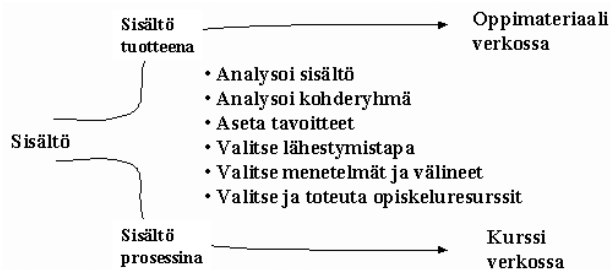 Sisältö
tuotteena
Oppimateriaali
verkossa
• Analysoi sisältö
• Analysoi kohderyhmä
• Aseta tavoitteet
• Valitse lähestymistapa
• Valitse menetelmät ja välineet
• Valitse ja toteuta opiskeluresurssit
Sisältö
Sisältö
prosessina
Kurssi
verkossa